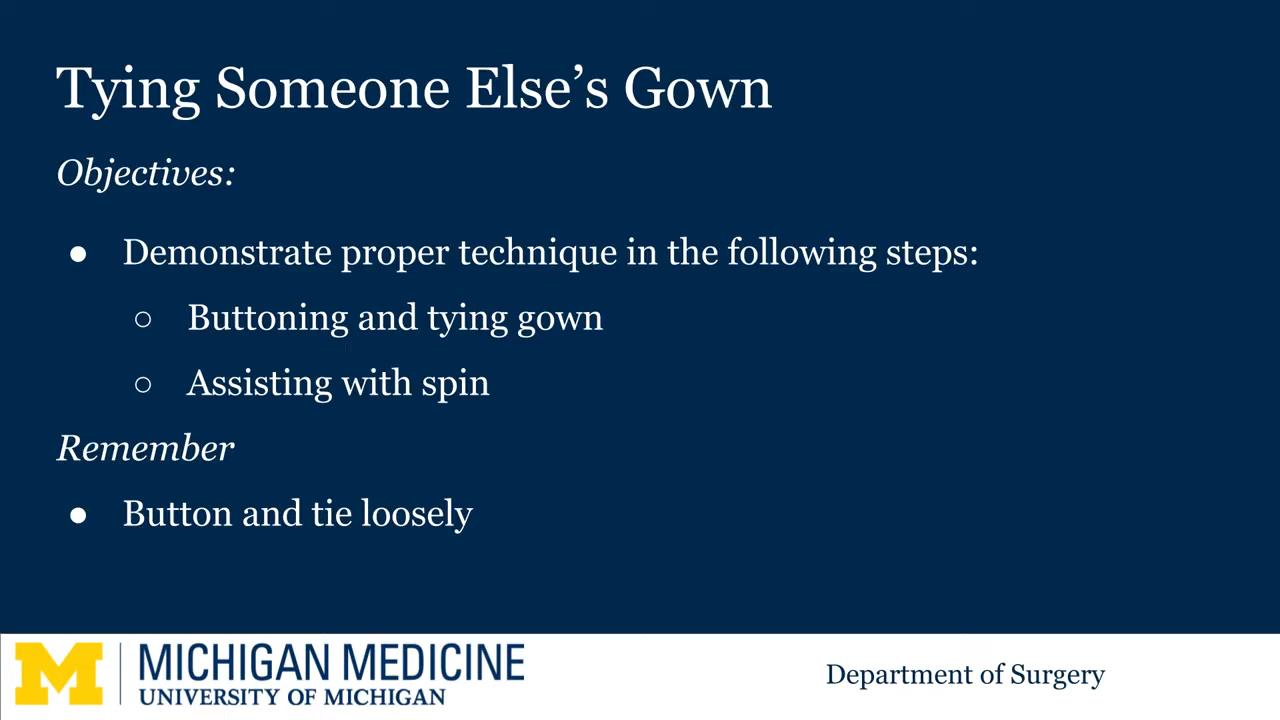 Tying Someone Else’s Gown
Objectives:
● Demonstrate proper technique in the following steps:
○ Buttoning and tying gown
○ Assisting with spin
Remember
● Button and tie loosely
M MICHIGAN MEDICINE
UNIVERSITY OF MICHIGAN
Department of Surgery